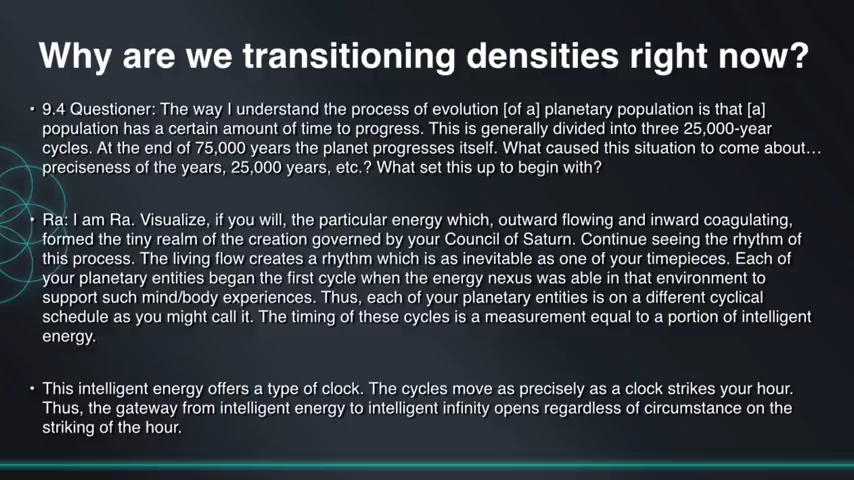 Why are we transitioning densities right now?
• 9.4 Questioner: The way I understand the process of evolution [of a] planetary population is that [a]
population has a certain amount of time to progress. This is generally divided into three 25,000-year
cycles. At the end of 75,000 years the planet progresses itself. What caused this situation to come about…
preciseness of the years, 25,000 years, etc.? What set this up to begin with?
• Ra: I am Ra. Visualize, if you will, the particular energy which, outward flowing and inward coagulating,
formed the tiny realm of the creation governed by your Council of Saturn. Continue seeing the rhythm of
this process. The living flow creates a rhythm which is as inevitable as one of your timepieces. Each of
your planetary entities began the first cycle when the energy nexus was able in that environment to
support such mind/body experiences. Thus, each of your planetary entities is on a different cyclical
schedule as you might call it. The timing of these cycles is a measurement equal to a portion of intelligent
energy.
• This intelligent energy offers a type of clock. The cycles move as precisely as a clock strikes your hour.
Thus, the gateway from intelligent energy to intelligent infinity opens regardless of circumstance on the
striking of the hour.